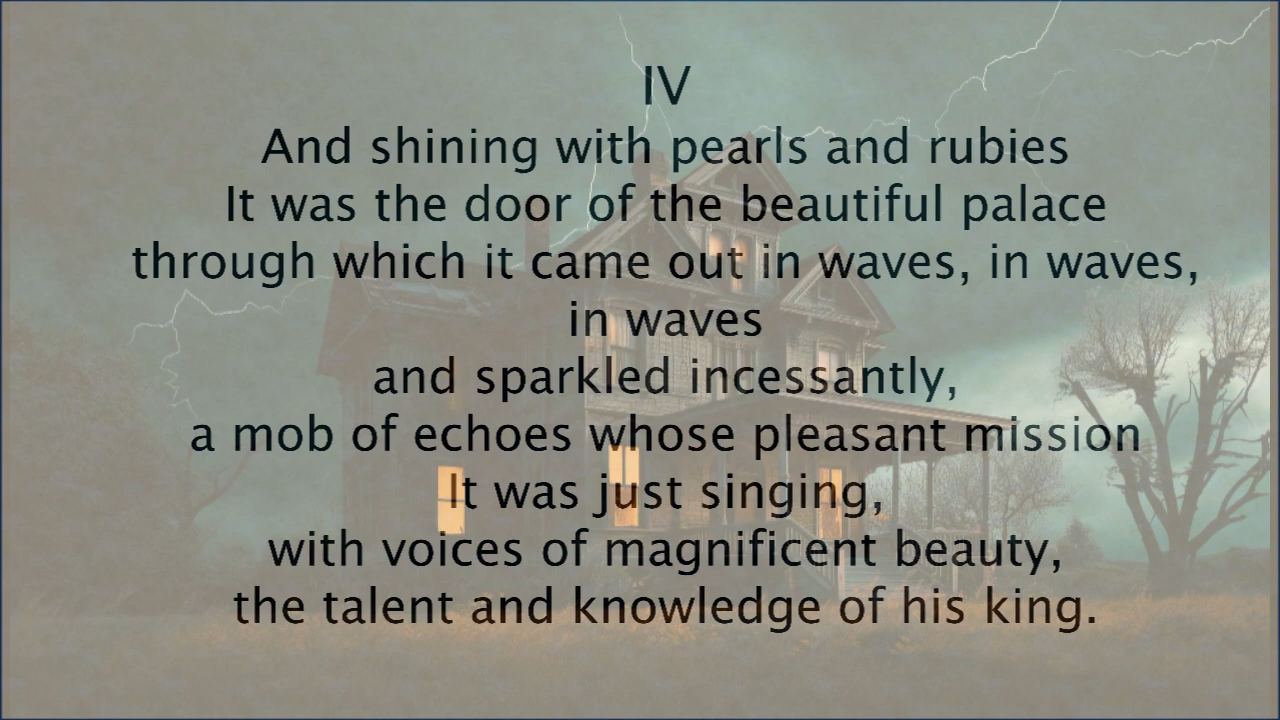 IV
And shining with pearls and rubies
It was the door of the beautiful palace
through which it came out in waves, in waves,
in waves
and sparkled incessantly,
a mob of echoes whose pleasant mission
It was just singing,
with voices of magnificent beauty,
the talent and knowledge of his king.